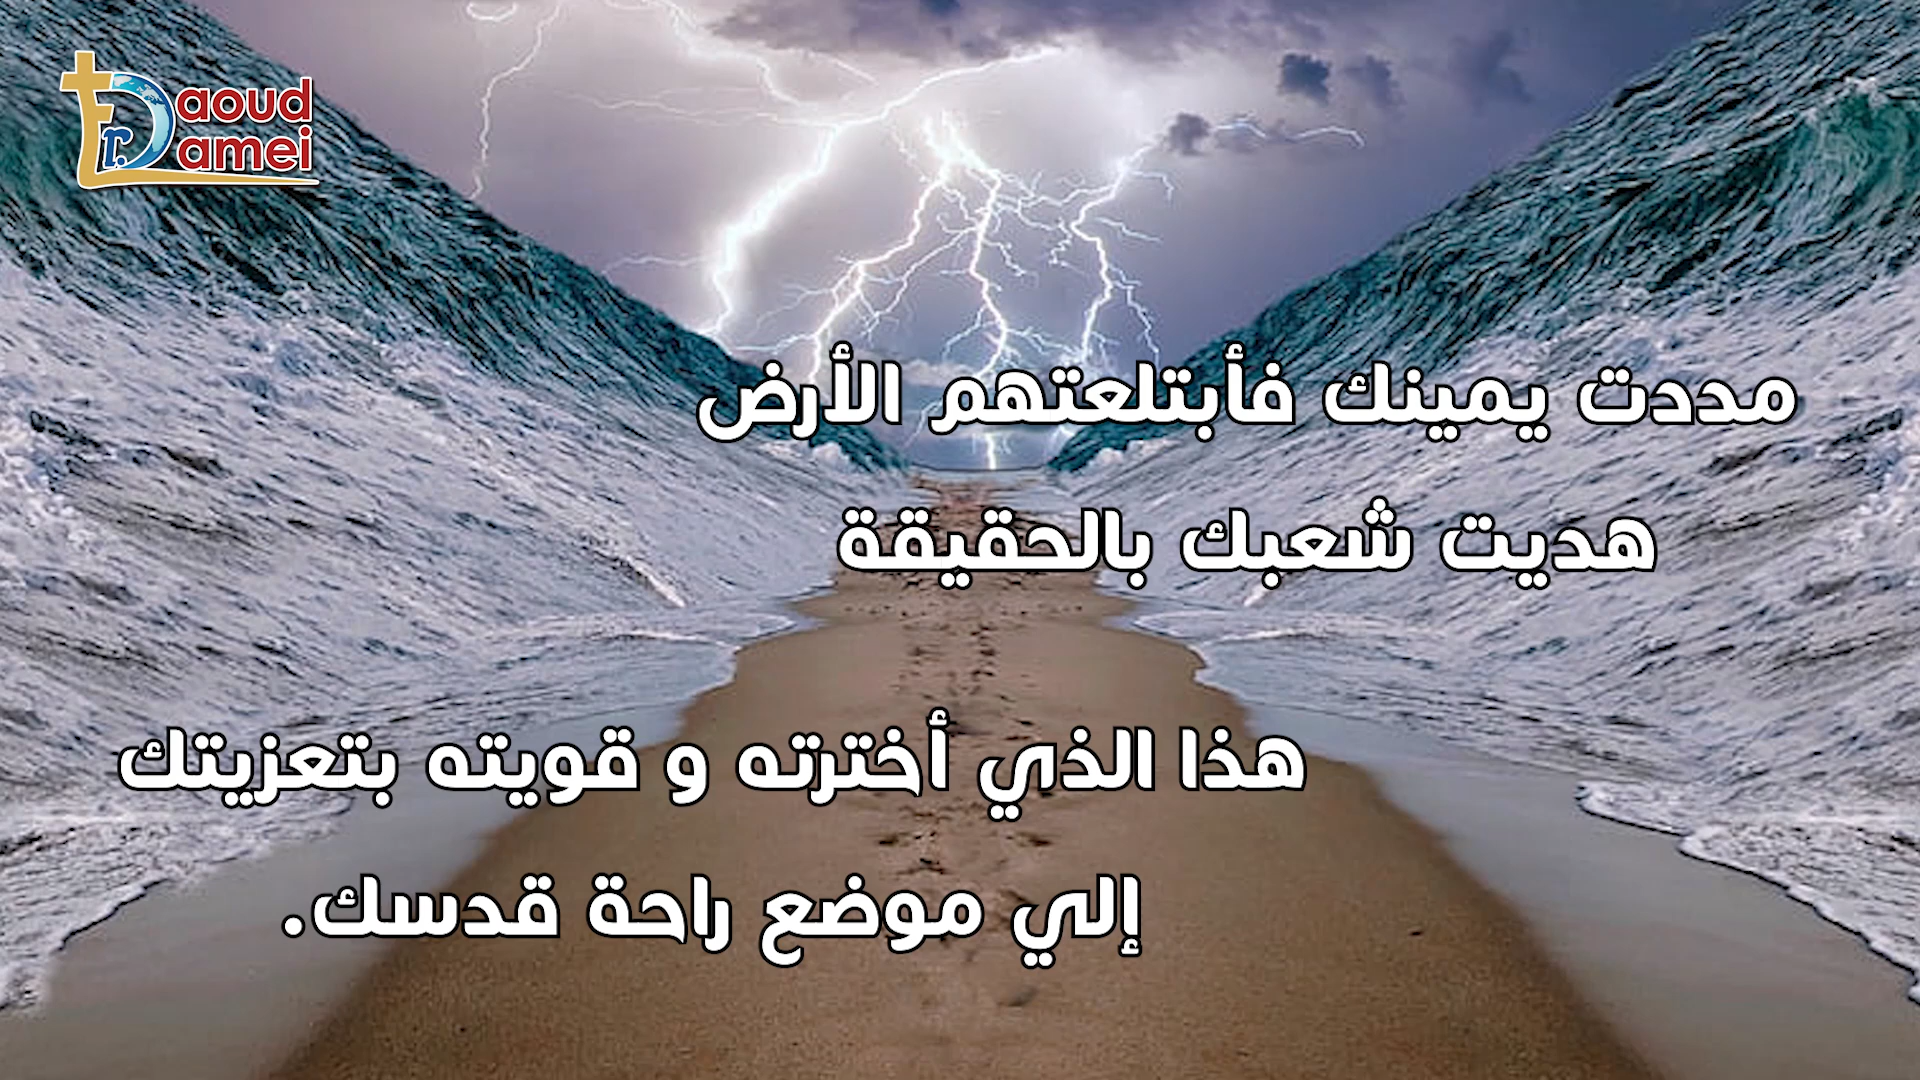 Fr. Daoud
Lamei
مددت يمينك فأبتلعتهم الأرض
هديت شعبك بالحقيقة
هذا الذي أخترته و قويته بتعزيتك
إلي موضع راحة قدسك.